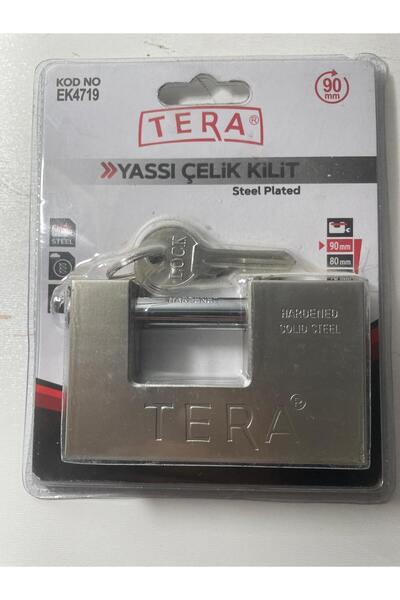 KOD NO
EK4719
90
mm
TERA®
YASSI ÇELİK KİLİT
Steel Plated
STEEL
90mm
80mm
LOCK
HARDENED
SOLID STEEL
TERA®